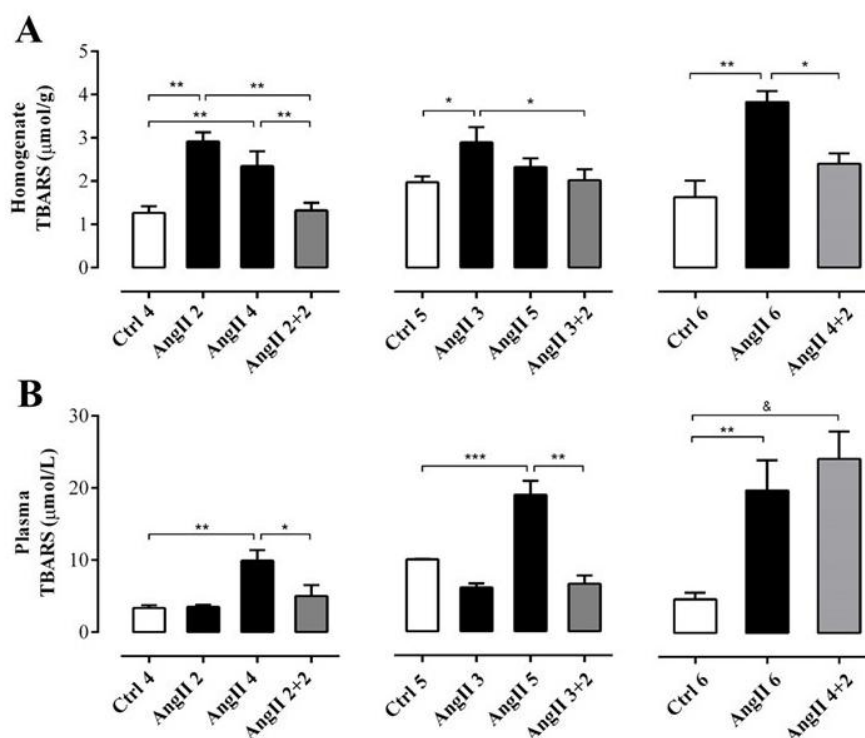 A
Homogenate
TBARS (μmol/g)
5
4
3
2
1
0
** **
** **
* *
** *
Ctrl 4 AngII 2 AngII 4 AngII 2+2
Ctrl 5 AngII 3 AngII 5 AngII 3+2
Ctrl 6 AngII 6 AngII 4+2
B
Plasma
TBARS (μmol/L)
30
20
10
0
** *
*** **
&
**
Ctrl 4 AngII 2 AngII 4 AngII 2+2
Ctrl 5 AngII 3 AngII 5 AngII 3+2
Ctrl 6 AngII 6 AngII 4+2